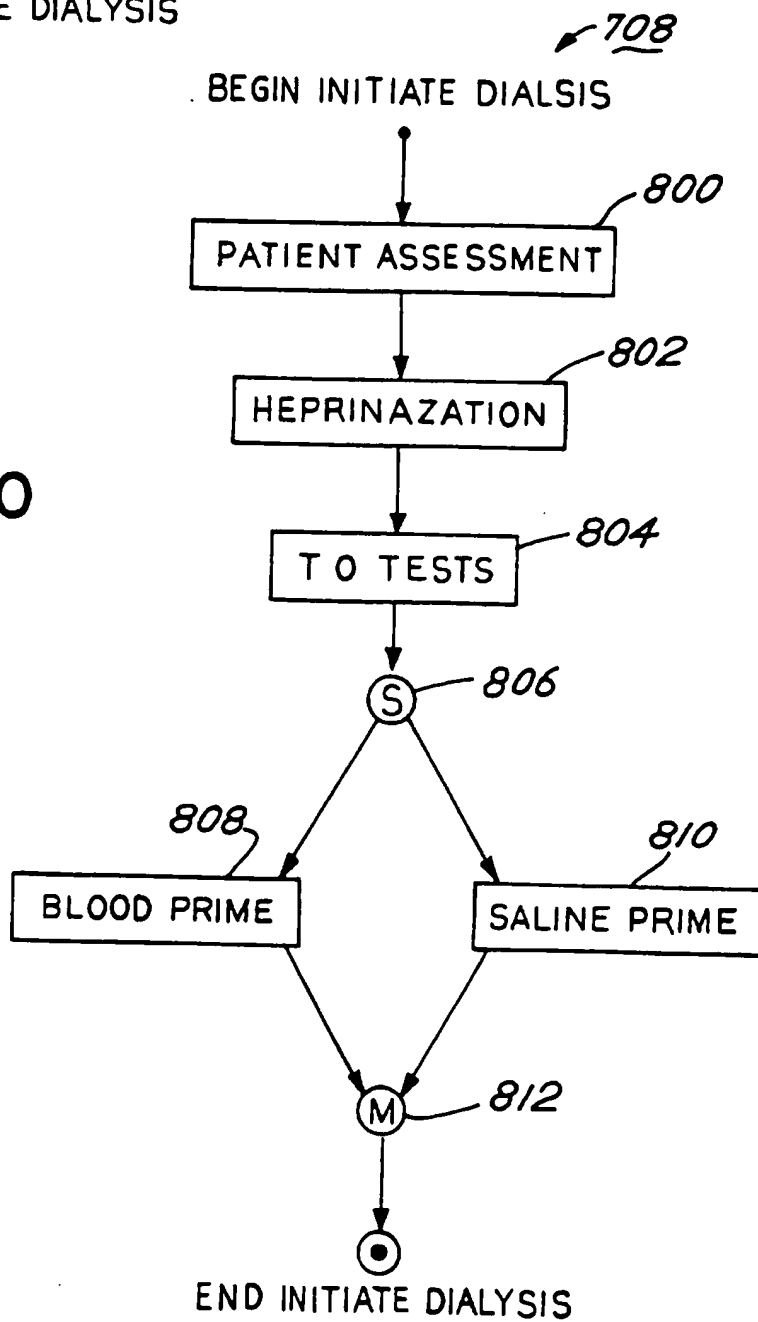 E DIALYSIS
708
BEGIN INITIATE DIALSIS
800
PATIENT ASSESSMENT
802
HEPRINAZATION
O
804
T O TESTS
806
S
808
810
BLOOD PRIME
SALINE PRIME
M
812
END INITIATE DIALYSIS